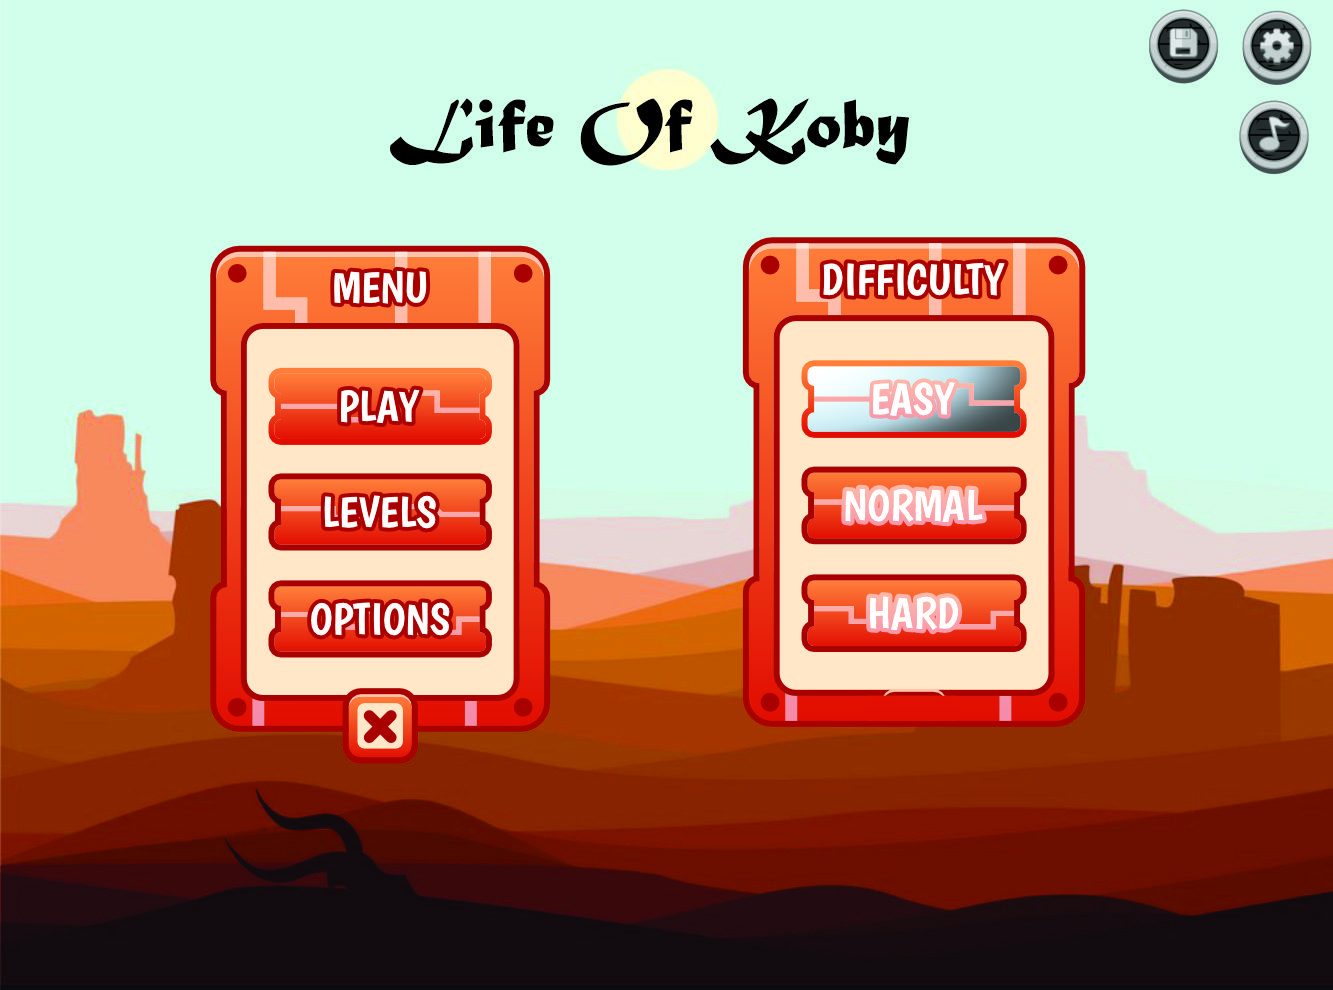 Life Of Koby
MENU
PLAY
LEVELS
OPTIONS
DIFFICULTY
EASY
NORMAL
HARD